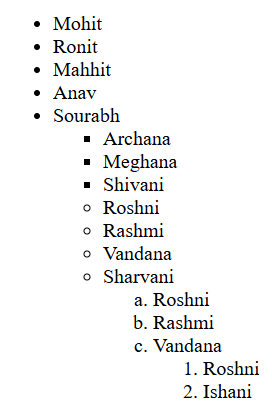 • Mohit
• Ronit
• Mahhit
• Anav
• Sourabh
▪ Archana
▪ Meghana
▪ Shivani
◦ Roshni
◦ Rashmi
◦ Vandana
◦ Sharvani
a. Roshni
b. Rashmi
c. Vandana
1. Roshni
2. Ishani